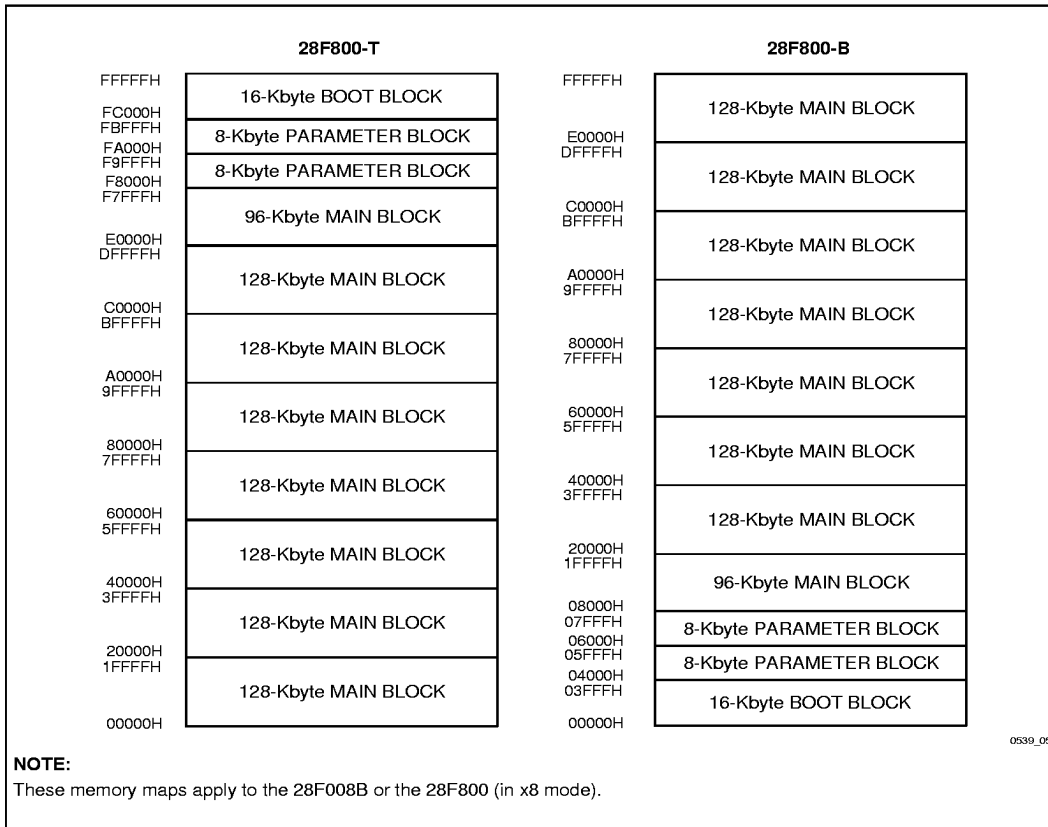 28F800-T
FFFFFH
16-Kbyte BOOT BLOCK
FC000H
FBFFFH
8-Kbyte PARAMETER BLOCK
FA000H
F9FFFH
8-Kbyte PARAMETER BLOCK
F8000H
F7FFFH
96-Kbyte MAIN BLOCK
E0000H
DFFFFH
128-Kbyte MAIN BLOCK
C0000H
BFFFFH
128-Kbyte MAIN BLOCK
A0000H
9FFFFH
128-Kbyte MAIN BLOCK
80000H
7FFFFH
128-Kbyte MAIN BLOCK
60000H
5FFFFH
128-Kbyte MAIN BLOCK
40000H
3FFFFH
128-Kbyte MAIN BLOCK
20000H
1FFFFH
128-Kbyte MAIN BLOCK
00000H
28F800-B
FFFFFH
128-Kbyte MAIN BLOCK
E0000H
DFFFFH
128-Kbyte MAIN BLOCK
C0000H
BFFFFH
128-Kbyte MAIN BLOCK
A0000H
9FFFFH
128-Kbyte MAIN BLOCK
80000H
7FFFFH
128-Kbyte MAIN BLOCK
60000H
5FFFFH
128-Kbyte MAIN BLOCK
40000H
3FFFFH
128-Kbyte MAIN BLOCK
20000H
1FFFFH
96-Kbyte MAIN BLOCK
08000H
07FFFH
8-Kbyte PARAMETER BLOCK
06000H
05FFFH
8-Kbyte PARAMETER BLOCK
04000H
03FFFH
16-Kbyte BOOT BLOCK
00000H
0539_05
NOTE:
These memory maps apply to the 28F008B or the 28F800 (in x8 mode).